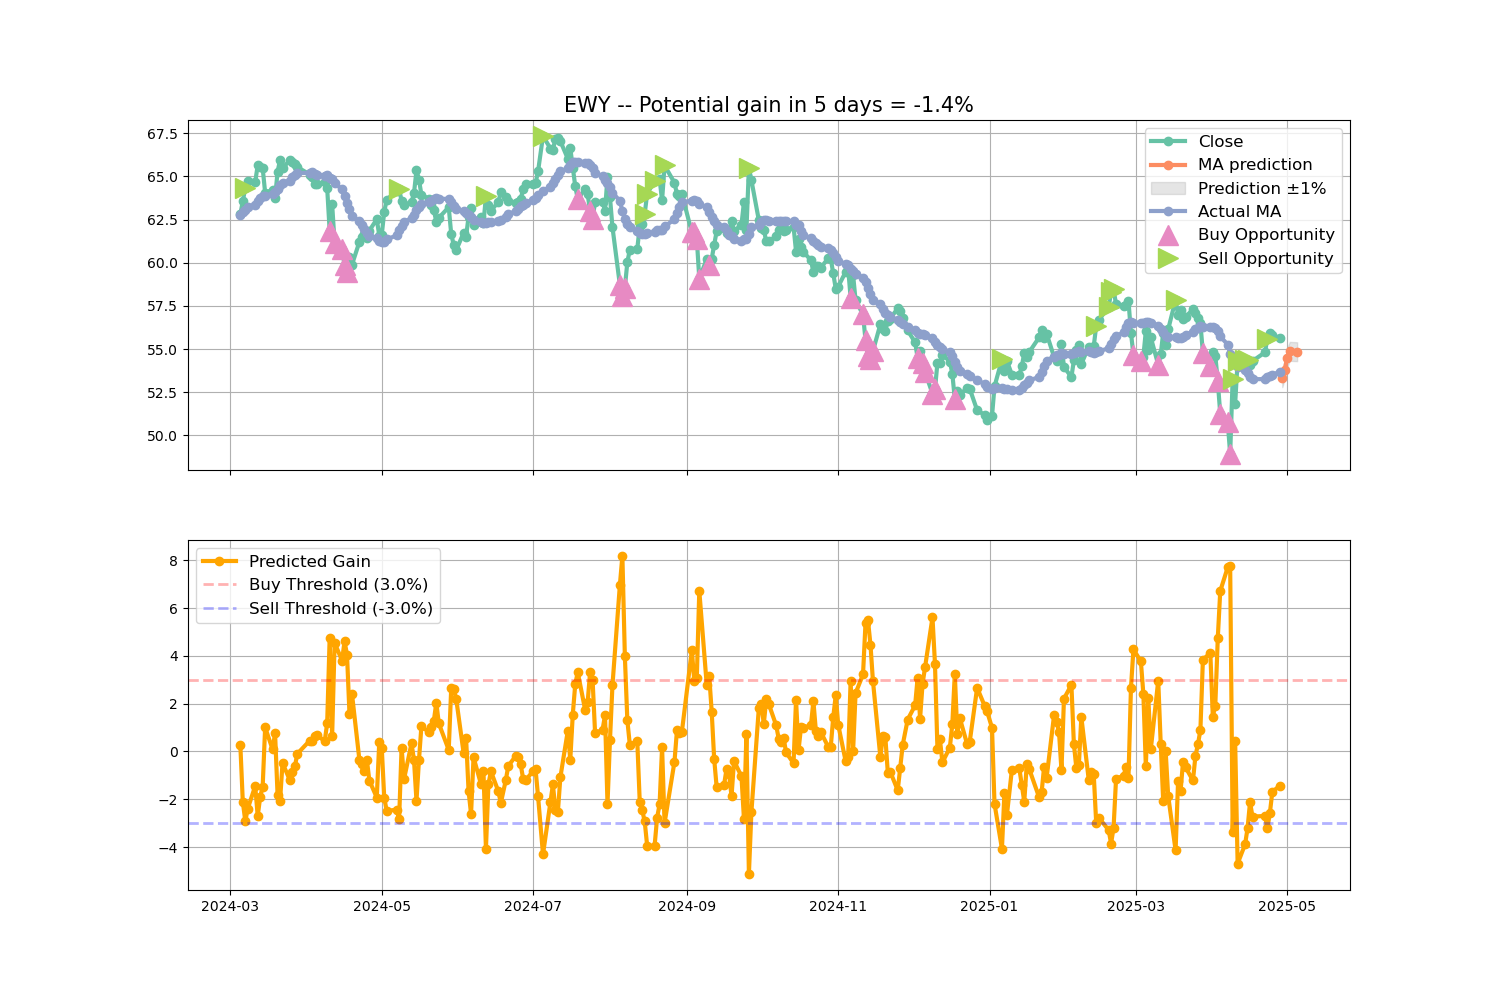 EWY -- Potential gain in 5 days = -1.4%
67.5
65.0
62.5
60.0
57.5
55.0
52.5
50.0
Close
MA prediction
Prediction ±1%
Actual MA
Buy Opportunity
Sell Opportunity
8
6
4
2
0
−2
−4
Predicted Gain
Buy Threshold (3.0%)
Sell Threshold (-3.0%)
2024-03
2024-05
2024-07
2024-09
2024-11
2025-01
2025-03
2025-05